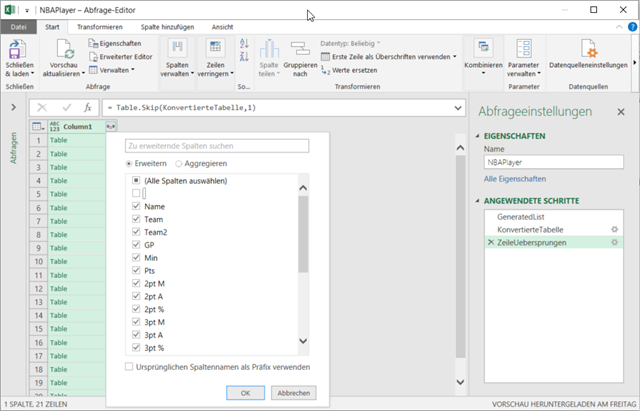 NBAPlayer – Abfrage-Editor
Datei Start Transformieren Spalte hinzufügen Ansicht
Schließen & laden
Schließen
Vorschau aktualisieren
Eigenschaften
Erweiterter Editor
Verwalten
Abfrage
Spalten verwalten
Zeilen verringern
So...
Spalte teilen
Gruppieren nach
Datentyp: Beliebig
Erste Zeile als Überschriften verwenden
Werte ersetzen
Transformieren
Kombinieren
Parameter verwalten
Parameter
Datenquelleneinstellungen
Datenquellen
Abfragen
fx
= Table.Skip(KonvertierteTabelle,1)
ABC 123 Column1
1 Table
2 Table
3 Table
4 Table
5 Table
6 Table
7 Table
8 Table
9 Table
10 Table
11 Table
12 Table
13 Table
14 Table
15 Table
16 Table
17 Table
18 Table
19 Table
20 Table
21 Table
Zu erweiternde Spalten suchen
Erweitern Aggregieren
(Alle Spalten auswählen)
Name
Team
Team2
GP
Min
Pts
2pt M
2pt A
2pt %
3pt M
3pt A
3pt %
Ursprünglichen Spaltennamen als Präfix verwenden
OK Abbrechen
Abfrageeinstellungen
EIGENSCHAFTEN
Name
NBAPlayer
Alle Eigenschaften
ANGEWENDETE SCHRITTE
GeneratedList
KonvertierteTabelle
ZeileUebersprungen
1 SPALTE, 21 ZEILEN
VORSCHAU HERUNTERGELADEN AM FREITAG